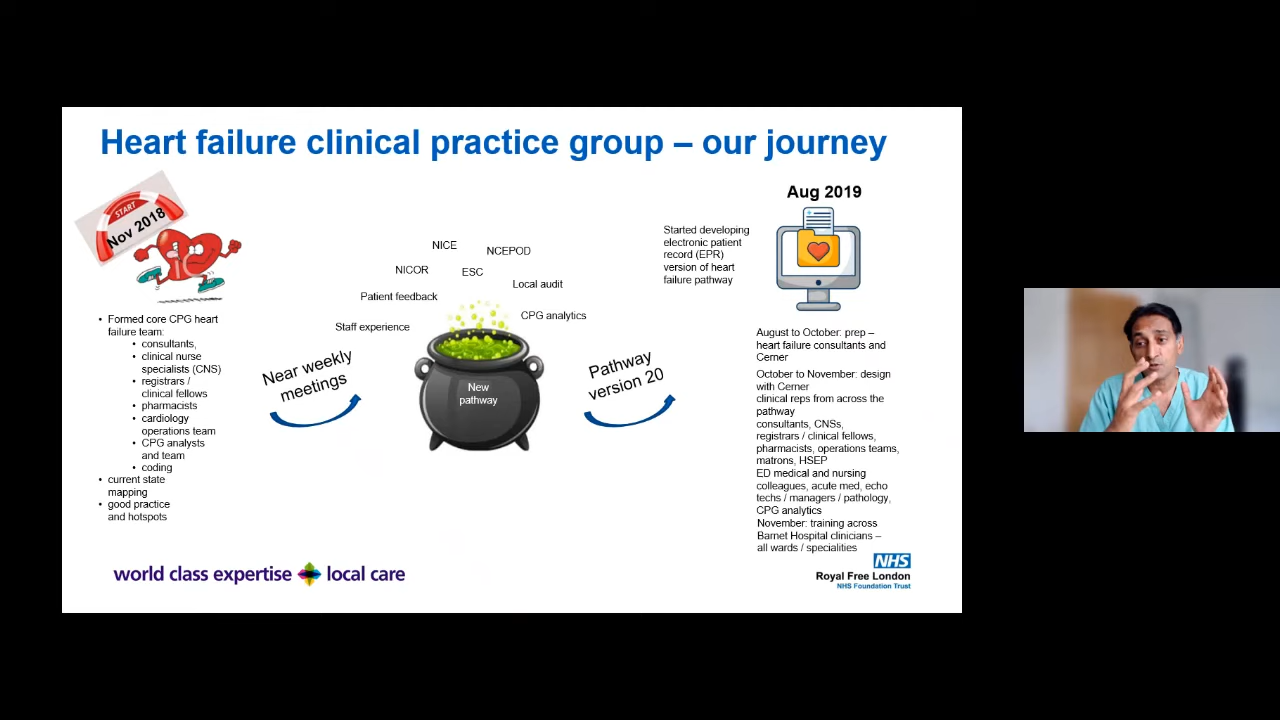 Heart failure clinical practice group – our journey
START
Nov 2018
• Formed core CPG heart
failure team:
• consultants,
• clinical nurse
specialists (CNS)
• registrars /
clinical fellows
• pharmacists
• cardiology
operations team
• CPG analysts
and team
• coding
• current state
mapping
• good practice
and hotspots
Near weekly
meetings
NICE
NCEPOD
NICOR
ESC
Local audit
Patient feedback
CPG analytics
Staff experience
New
pathway
Pathway
version 20
Aug 2019
Started developing
electronic patient
record (EPR)
version of heart
failure pathway
August to October: prep –
heart failure consultants and
Cerner
October to November: design
with Cerner
clinical reps from across the
pathway
consultants, CNSs,
registrars / clinical fellows,
pharmacists, operations teams,
matrons, HSEP
ED medical and nursing
colleagues, acute med, echo
techs / managers / pathology,
CPG analytics
November: training across
Barnet Hospital clinicians –
all wards / specialities
world class expertise local care
NHS
Royal Free London
NHS Foundation Trust